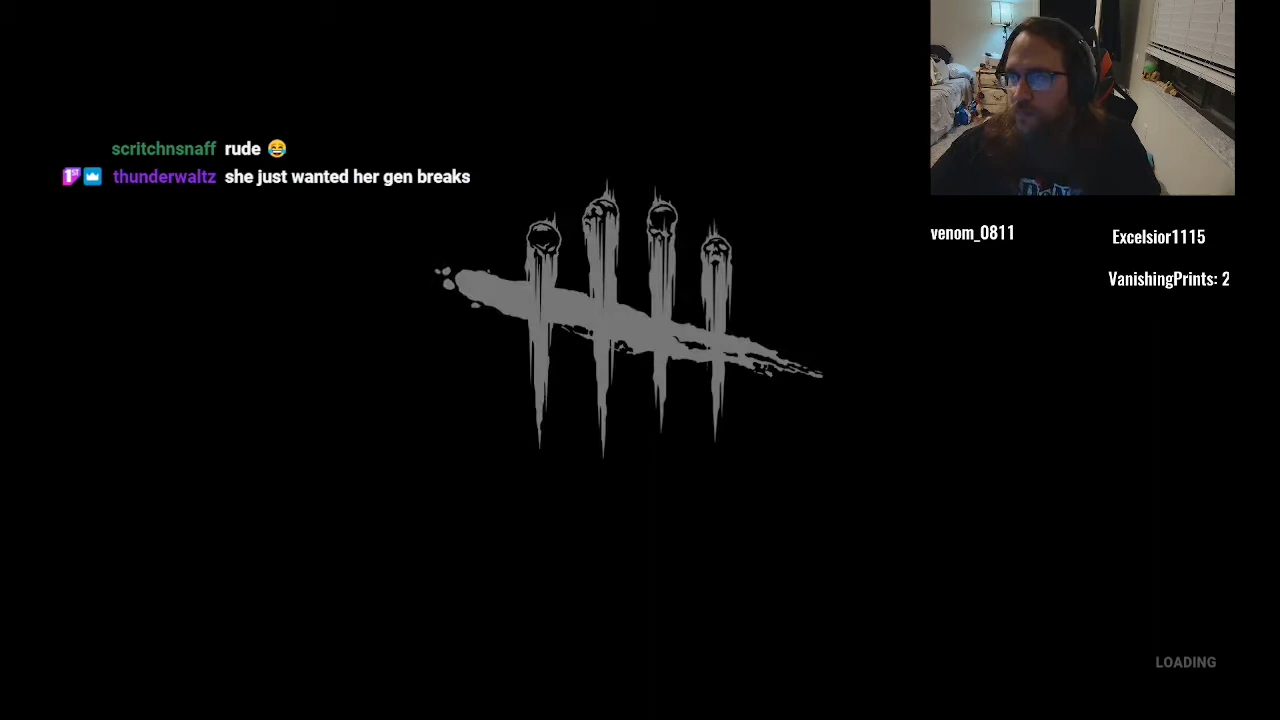 scritchnsnaff rude 😂
thunderwaltz she just wanted her gen breaks
venom_0811
Excelsior1115
VanishingPrints: 2
LOADING